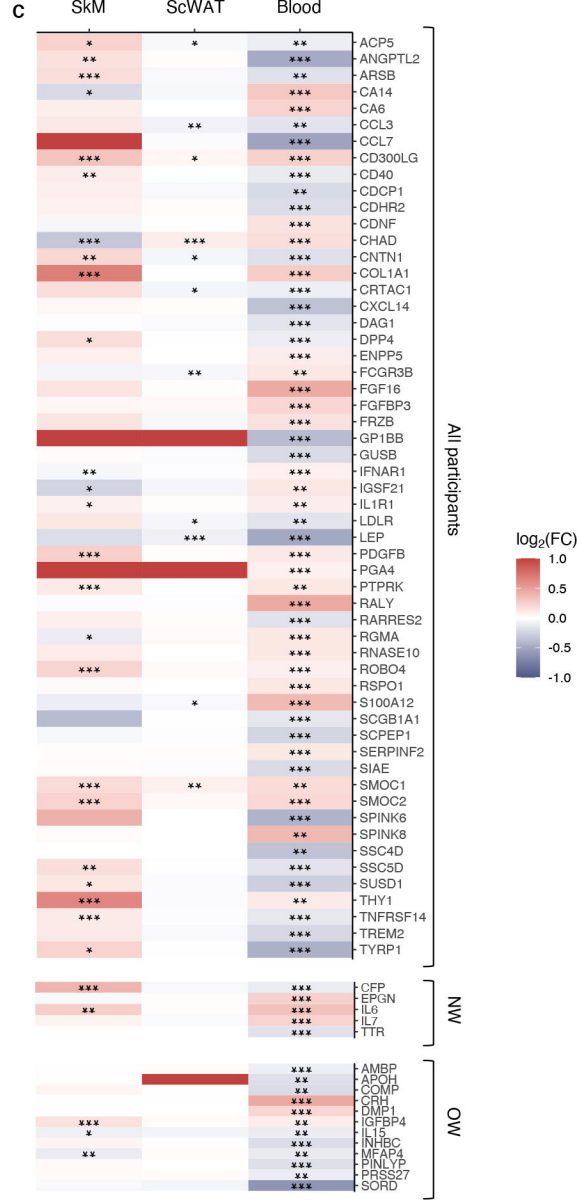 c
SkM ScWAT Blood
* * ** ACP5
** *** ANGPTL2
*** ** ARSB
* *** CA14
*** CA6
** ** CCL3
*** CCL7
*** * *** CD300LG
** *** CD40
** CDCP1
*** CDHR2
*** CDNF
*** *** *** CHAD
** * *** CNTN1
*** *** COL1A1
* *** CRTAC1
*** CXCL14
*** DAG1
* *** DPP4
*** ENPP5
** ** FCGR3B
*** FGF16
*** FGFBP3
*** FRZB
*** GP1BB
*** GUSB
** *** IFNAR1
* ** IGSF21
* ** IL1R1
* ** LDLR
*** *** LEP
*** *** PDGFB
*** PGA4
*** ** PTPRK
*** RALY
*** RARRES2
* *** RGMA
*** RNASE10
*** *** ROBO4
*** RSPO1
* *** S100A12
*** SCGB1A1
*** SCPEP1
*** SERPINF2
*** SIAE
*** ** ** SMOC1
*** *** SMOC2
*** SPINK6
** SPINK8
** SSC4D
** *** SSC5D
* *** SUSD1
*** ** THY1
*** *** TNFRSF14
*** TREM2
* *** TYRP1
All participants
*** *** CFP
*** EPGN
** *** IL6
*** IL7
*** TTR
NW
*** AMBP
** APOH
** COMP
*** CRH
*** DMP1
*** ** IGFBP4
* ** IL15
*** INHBC
** ** MFAP4
*** PINLYP
** PRSS27
*** SORD
OW
log2(FC)
1.0
0.5
0.0
-0.5
-1.0